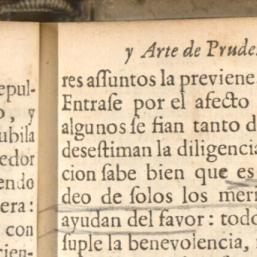 epul-
o, y
ubila
edor
endo
era:
con
cien-
y Arte de Prude
res assuntos la previene
Entrase por el afecto
algunos se fian tanto d
desestiman la diligencia
cion sabe bien que es
deo de solos los meri
ayudan del favor: todo
suple la benevolencia,